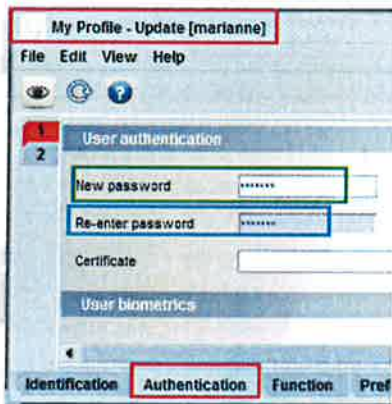 My Profile - Update [marianne]
File Edit View Help
1
User authentication
2
New password *******
Re-enter password *******
Certificate
User biometrics
Identification Authentication Function Pref